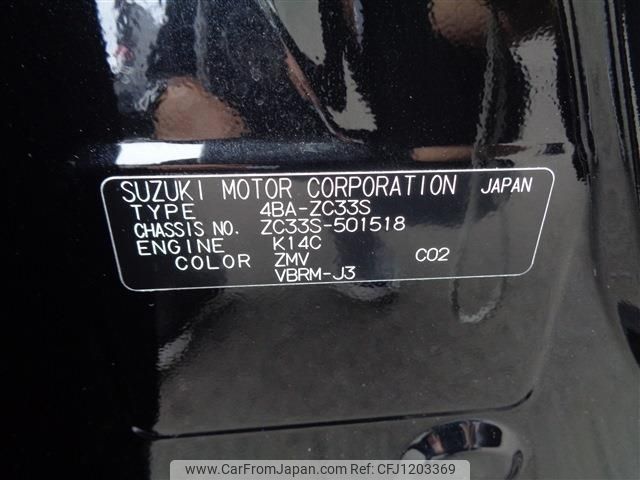 SUZUKI MOTOR CORPORATION JAPAN
TYPE 4BA-ZC33S
CHASSIS NO. ZC33S-501518
ENGINE K14C
COLOR ZMV C02
VBRM-J3
www.CarFromJapan.com | Ref No: CFJ1203369